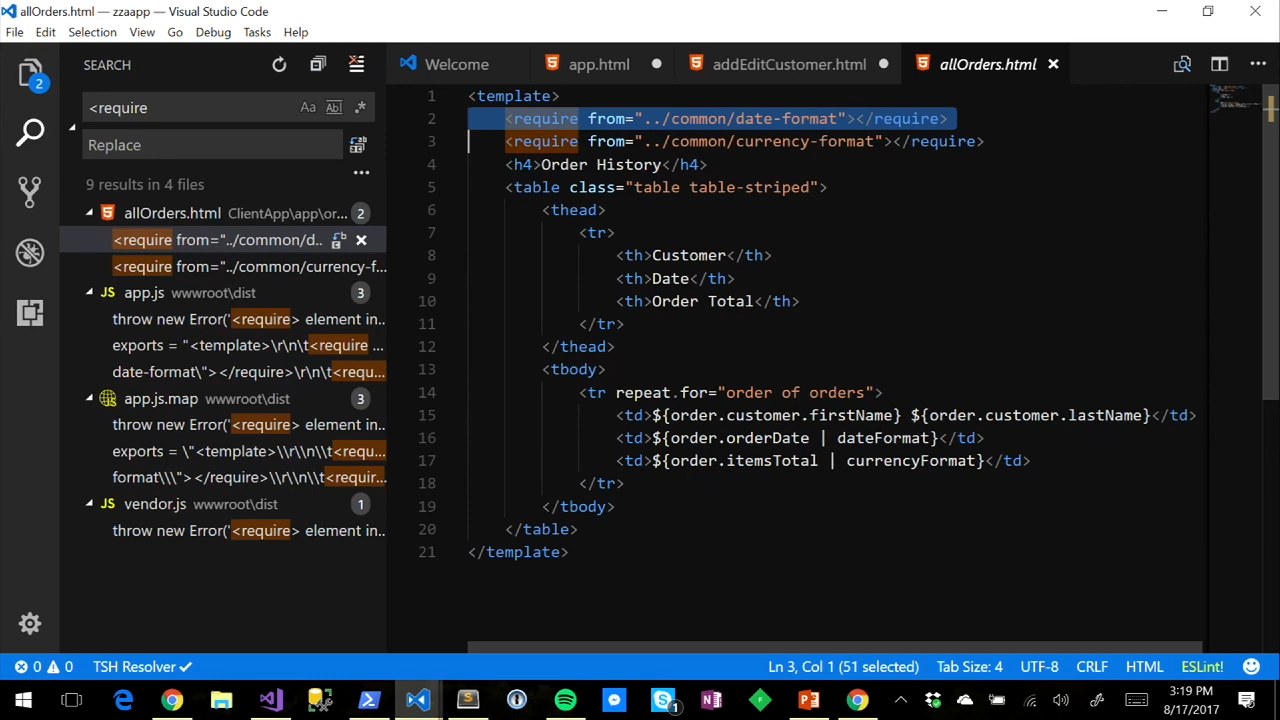 allOrders.html - zzaapp — Visual Studio Code
File Edit Selection View Go Debug Tasks Help
2
SEARCH
<require
Aa Abl .*
Replace
9 results in 4 files
allOrders.html ClientApp\app\or... 2
<require from="../common/d..
<require from="../common/currency-f...
JS app.js wwwroot\dist 3
throw new Error('<require> element in...
exports = "<template>\r\n\t<require ...
date-format\"></require>\r\n\t<requ...
app.js.map wwwroot\dist 3
throw new Error('<require> element in...
exports = \"<template>\\r\\n\\t<requ...
format\\\"></require>\\r\\n\\t<requir...
JS vendor.js wwwroot\dist 1
throw new Error('<require> element in...
Welcome
app.html
addEditCustomer.html
allOrders.html
1 <template>
2 <require from="../common/date-format"></require>
3 <require from="../common/currency-format"></require>
4 <h4>Order History</h4>
5 <table class="table table-striped">
6 <thead>
7 <tr>
8 <th>Customer</th>
9 <th>Date</th>
10 <th>Order Total</th>
11 </tr>
12 </thead>
13 <tbody>
14 <tr repeat.for="order of orders">
15 <td>${order.customer.firstName} ${order.customer.lastName}</td>
16 <td>${order.orderDate | dateFormat}</td>
17 <td>${order.itemsTotal | currencyFormat}</td>
18 </tr>
19 </tbody>
20 </table>
21 </template>
0 0 TSH Resolver Ln 3, Col 1 (51 selected) Tab Size: 4 UTF-8 CRLF HTML ESLint!
1
3:19 PM
8/17/2017